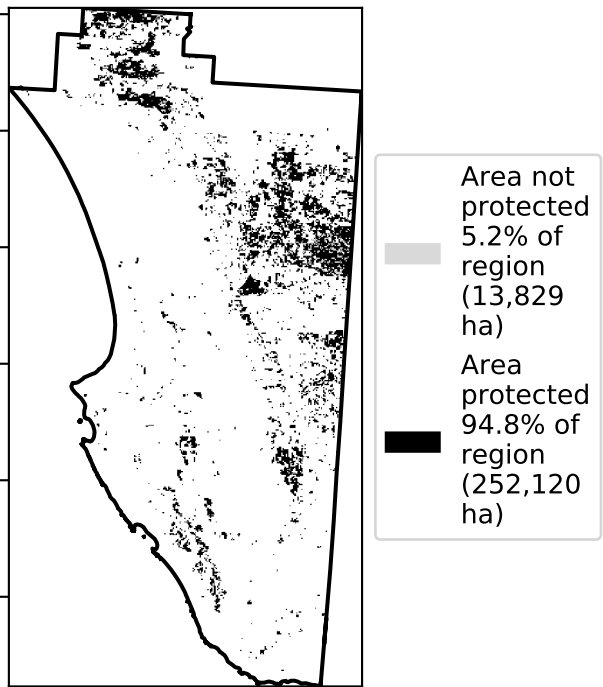 Area not
protected
5.2% of
region
(13,829
ha)
Area
protected
94.8% of
region
(252,120
ha)